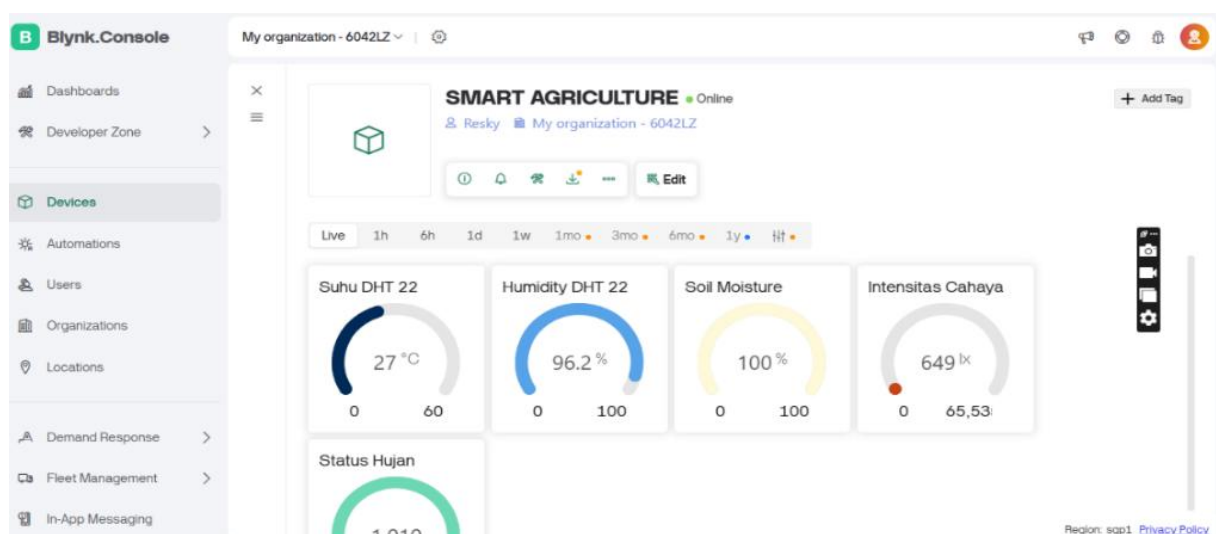 B Blynk.Console
My organization - 6042LZ
Dashboards
Developer Zone
Devices
Automations
Users
Organizations
Locations
Demand Response
Fleet Management
In-App Messaging
SMART AGRICULTURE Online
Resky My organization - 6042LZ
+ Add Tag
Edit
Live 1h 6h 1d 1w 1mo 3mo 6mo 1y
Suhu DHT 22
27 °C
0 60
Humidity DHT 22
96.2 %
0 100
Soil Moisture
100 %
0 100
Intensitas Cahaya
649 lx
0 65,53
Status Hujan
Region: sgp1 Privacy Policy